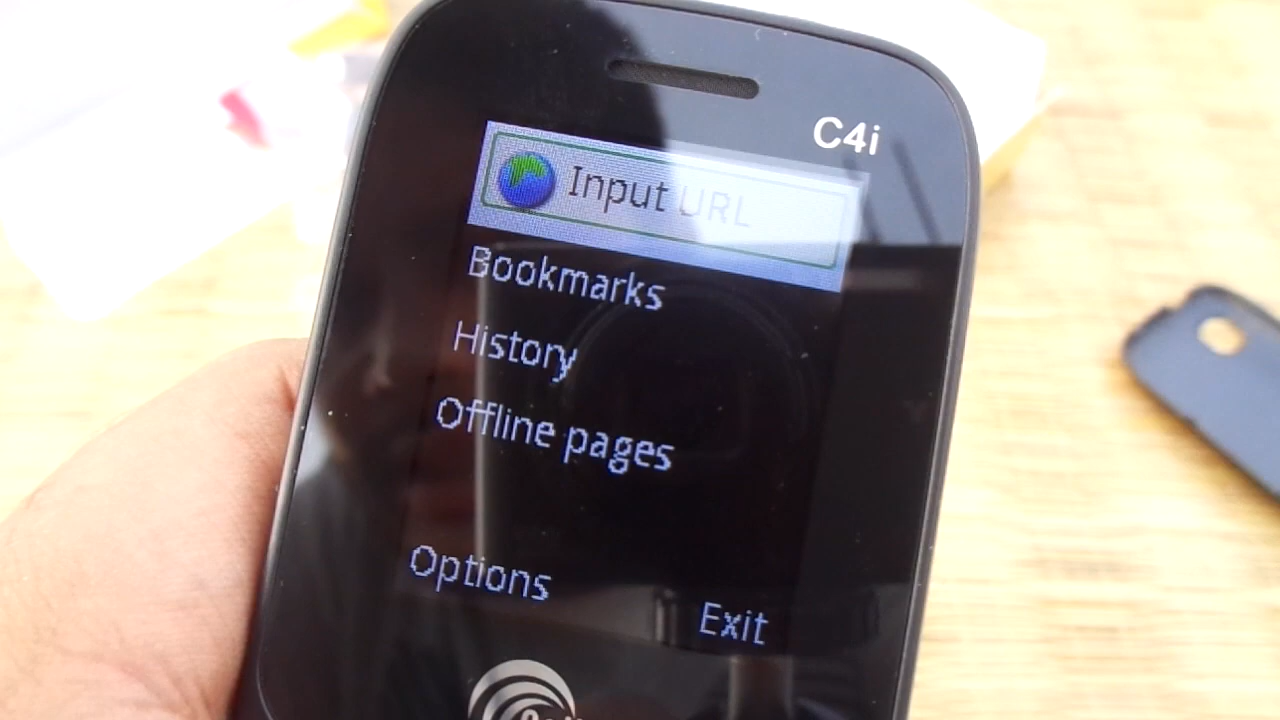 C4i
Input URL
Bookmarks
History
Offline pages
Options
Exit